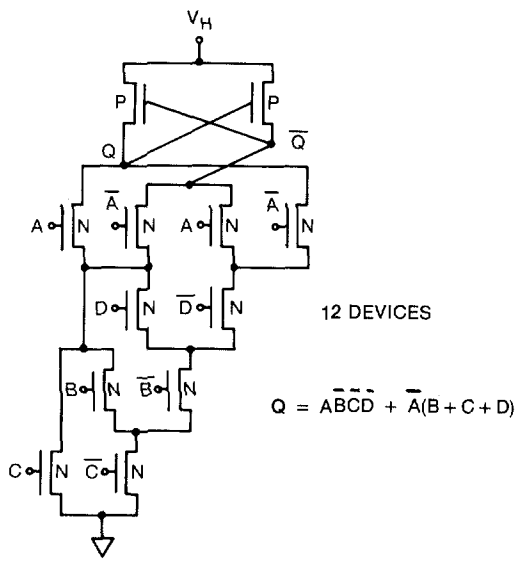 V_H
P P
Q Q̅
A N A̅ N A N A̅ N
D N D̅ N
12 DEVICES
B N B̅ N
Q = AB̅C̅D̅ + A̅(B+C+D)
C N C̅ N